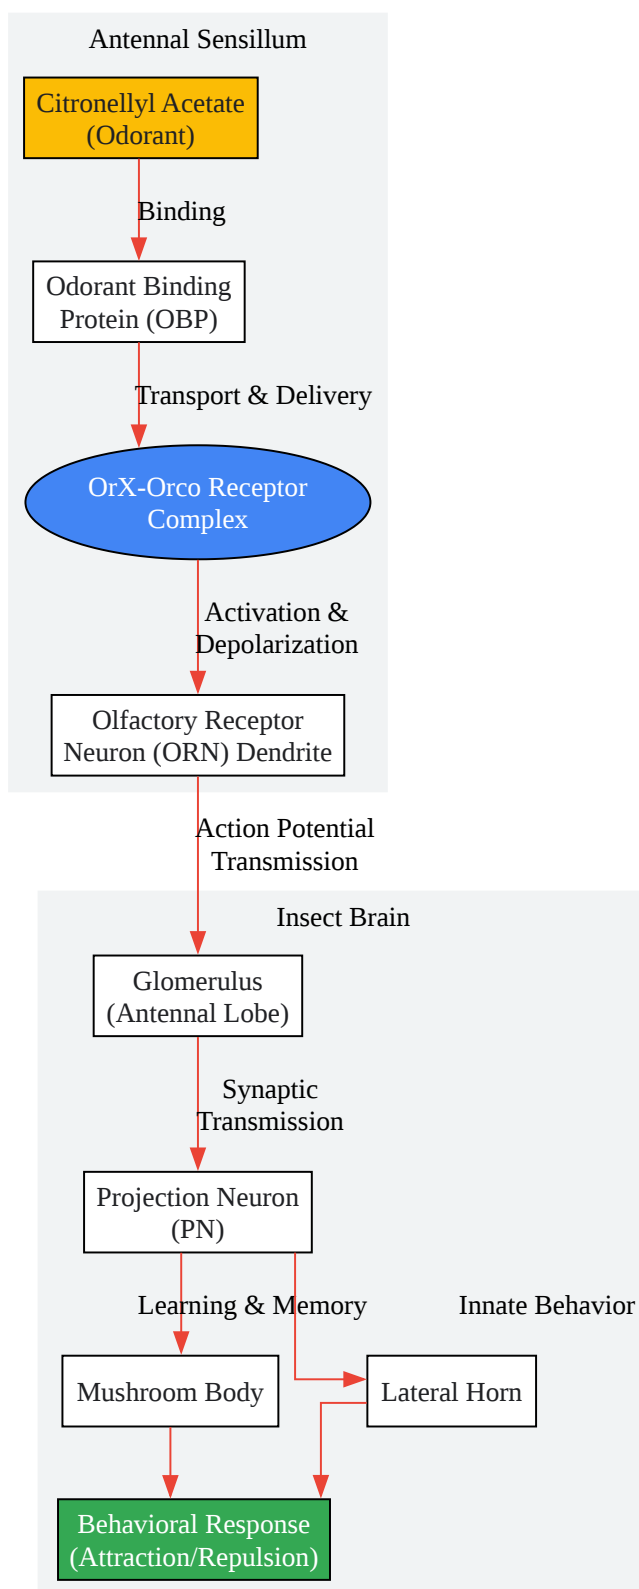 Antennal Sensillum
Citronellyl Acetate
(Odorant)
Binding
Odorant Binding
Protein (OBP)
Transport & Delivery
OrX-Orco Receptor
Complex
Activation &
Depolarization
Olfactory Receptor
Neuron (ORN) Dendrite
Action Potential
Transmission
Insect Brain
Glomerulus
(Antennal Lobe)
Synaptic
Transmission
Projection Neuron
(PN)
Learning & Memory
Innate Behavior
Mushroom Body
Lateral Horn
Behavioral Response
(Attraction/Repulsion)